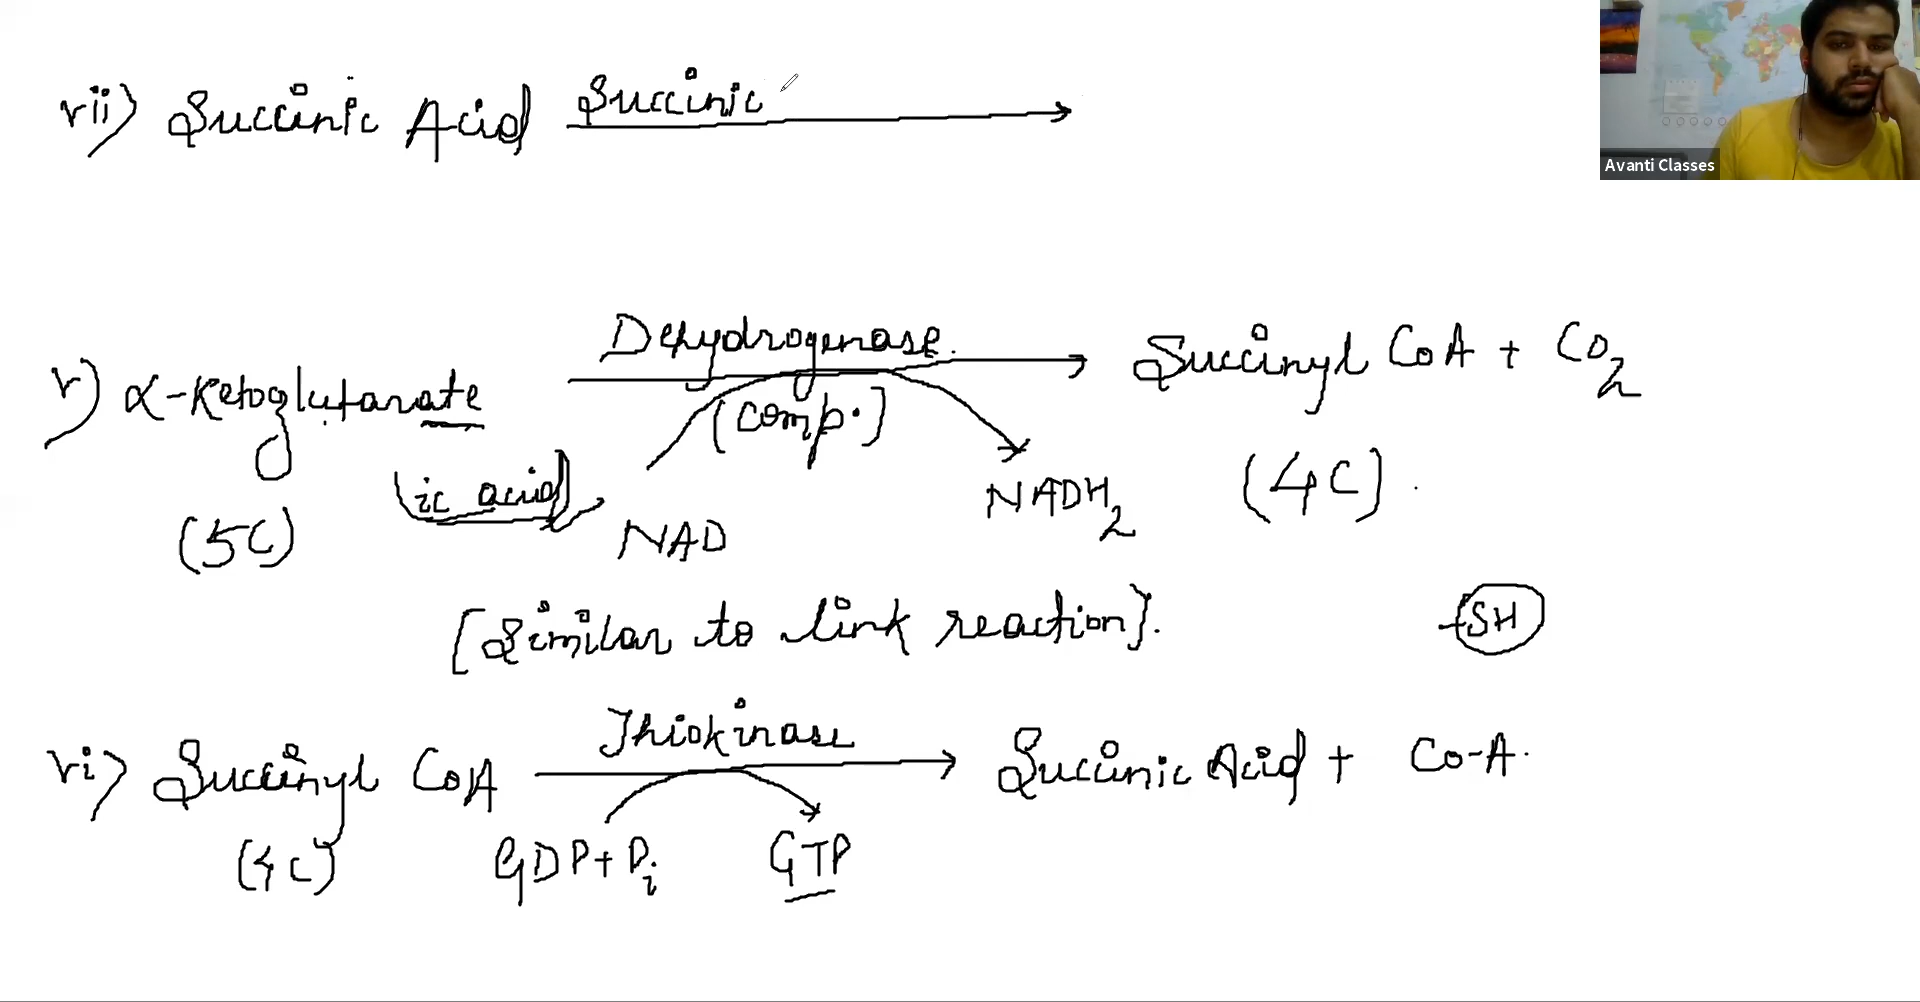 vii) Succinic Acid Succinic
Avanti Classes
Dehydrogenase.
v) α-Ketoglutarate Succinyl CoA + CO2
(comp.)
(ic acid) NADH2 (4C).
(5C) NAD
[Similar to link reaction]. -SH
Thiokinase
vi) Succinyl CoA Succinic Acid + Co-A.
(4C) GDP + Pi GTP